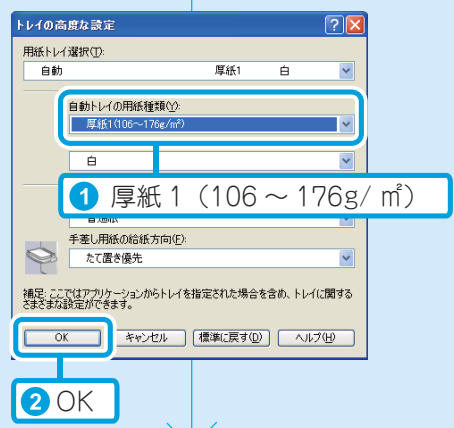 トレイの高度な設定
用紙トレイ選択(T):
自動 厚紙1 白
自動トレイの用紙種類(Y):
厚紙1(106～176g/㎡)
白
1 厚紙 1（106 ～ 176g/ ㎡）
普通紙
手差し用紙の給紙方向(F):
たて置き優先
補足: ここではアプリケーションからトレイを指定された場合を含め、トレイに関する
さまざまな設定ができます。
OK キャンセル 標準に戻す(D) ヘルプ(H)
2 OK